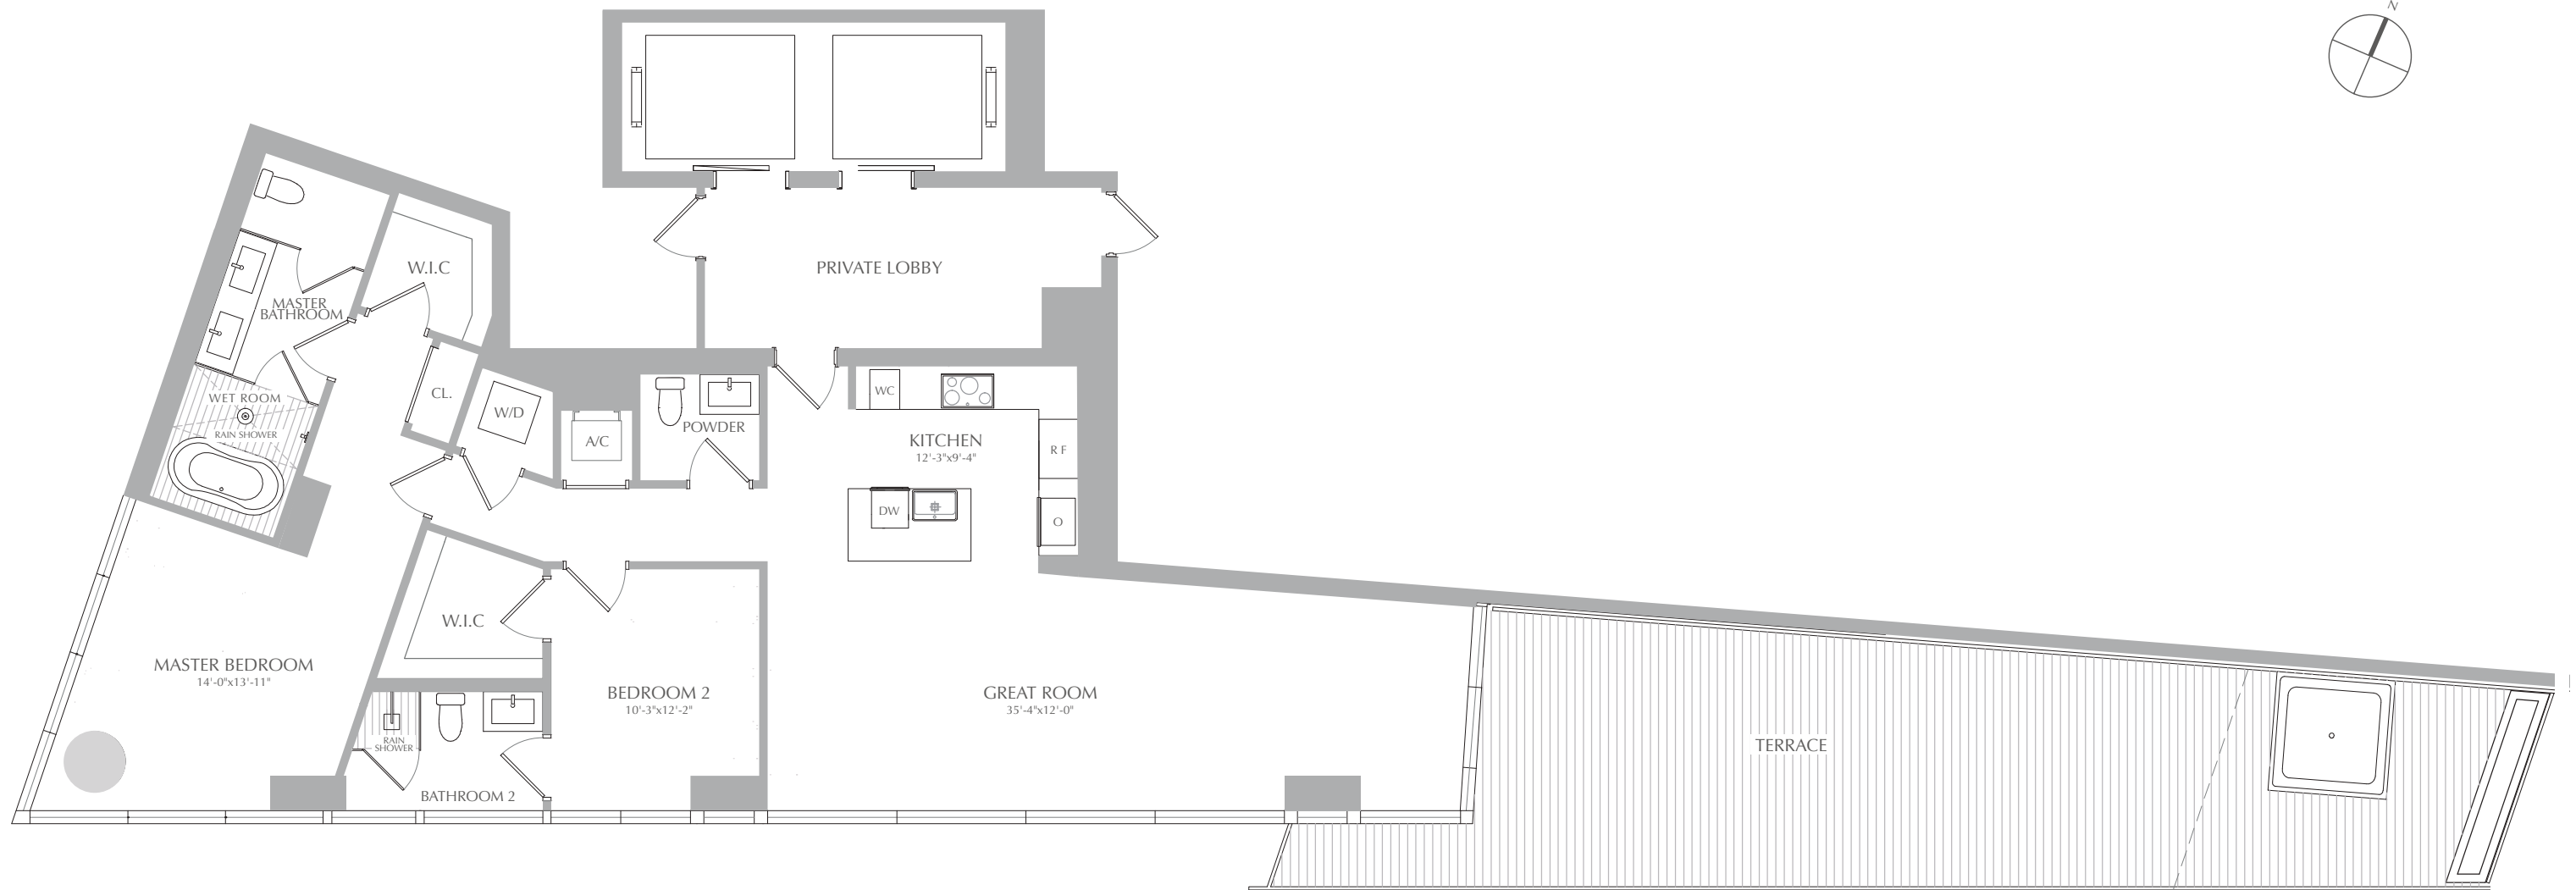 N
W.I.C
PRIVATE LOBBY
MASTER
BATHROOM
CL.
WC
WET ROOM
W/D
RAIN SHOWER
A/C
POWDER
KITCHEN
12'-3"x9'-4"
R F
DW
O
W.I.C
MASTER BEDROOM
14'-0"x13'-11"
BEDROOM 2
10'-3"x12'-2"
GREAT ROOM
35'-4"x12'-0"
RAIN
SHOWER
TERRACE
BATHROOM 2